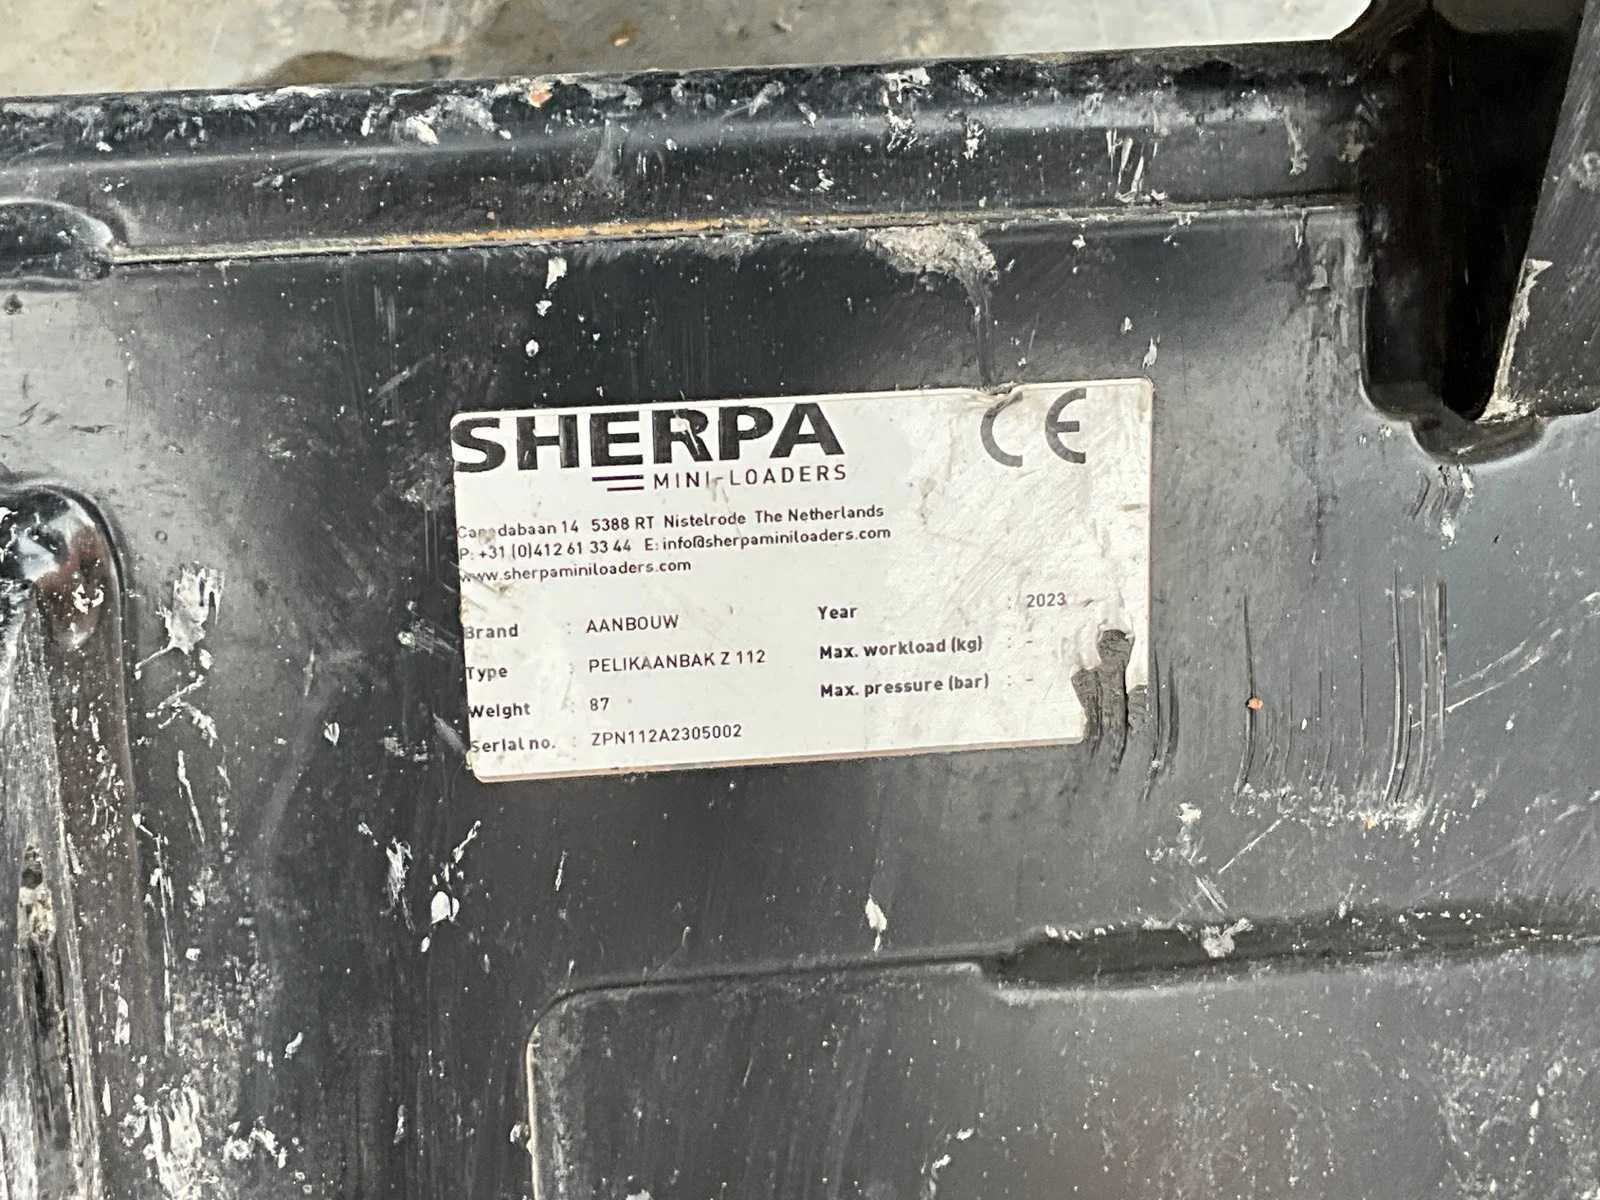 SHERPA CE
MINI-LOADERS
14 5388 RT Nistelrode The Netherlands
P: +31 (0)412 61 33 44 E: info@sherpaminiloaders.com
www.sherpaminiloaders.com
Brand : AANBOUW
Type : PELIKAANBAK Z 112
Weight : 87
Serial no. : ZPN112A2305002
Year : 2023
Max. workload (kg) : -
Max. pressure (bar) : -